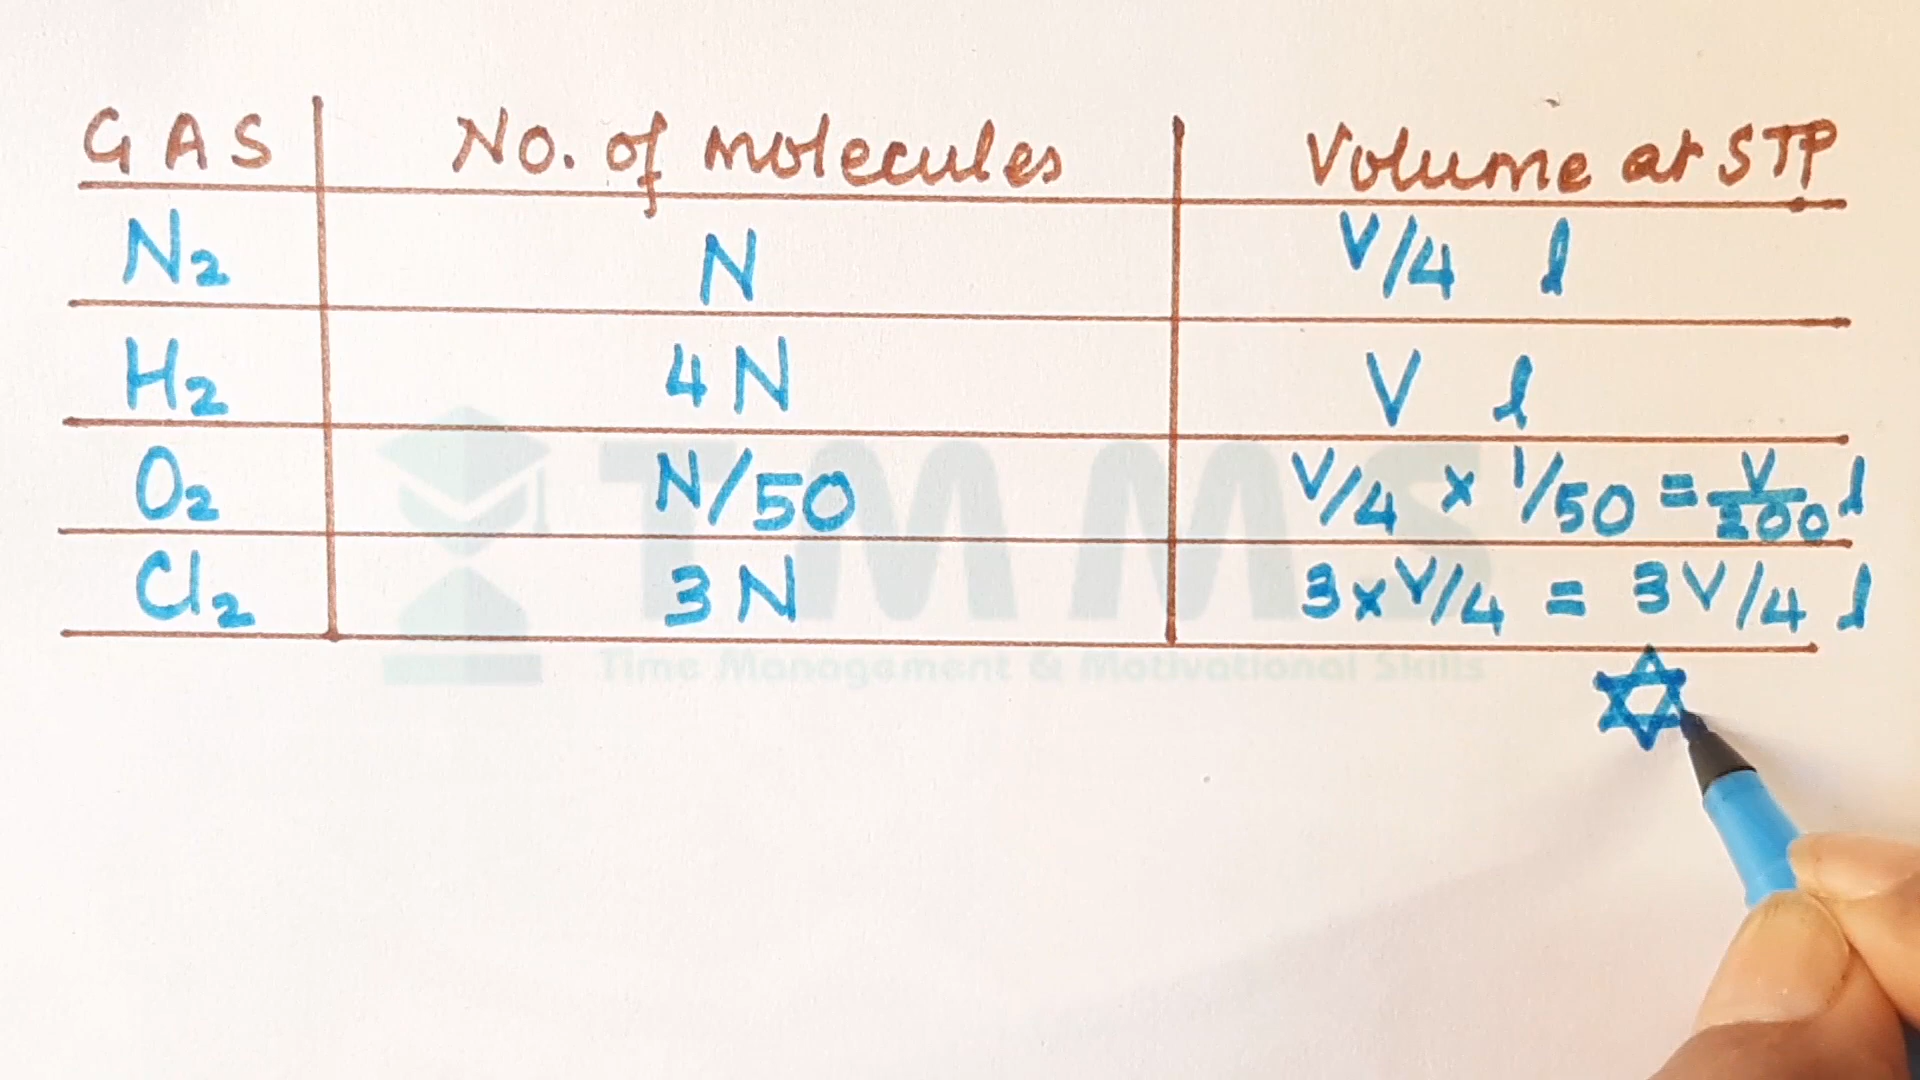 GAS No. of molecules Volume at STP
N₂ N V/4 l
H₂ 4N V l
O₂ N/50 V/4 × 1/50 = V/200 l
Cl₂ 3N 3×V/4 = 3V/4 l
TMMS
Time Management & Motivational Skills